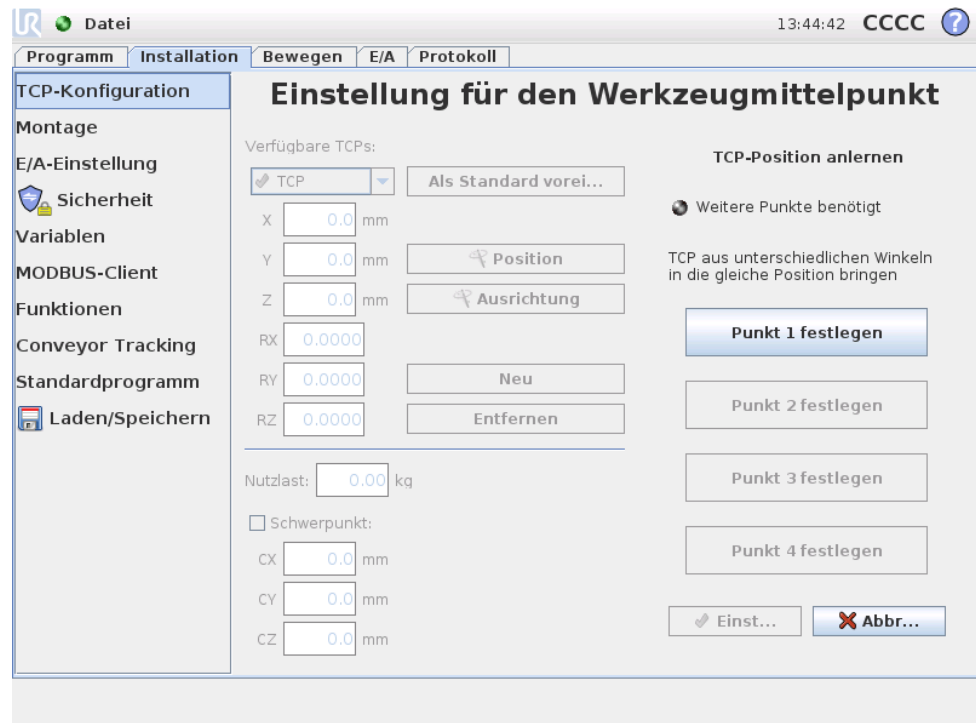 UR Datei 13:44:42 CCCC ?
Programm Installation Bewegen E/A Protokoll
TCP-Konfiguration
Montage
E/A-Einstellung
Sicherheit
Variablen
MODBUS-Client
Funktionen
Conveyor Tracking
Standardprogramm
Laden/Speichern
Einstellung für den Werkzeugmittelpunkt
Verfügbare TCPs:
TCP Als Standard vorei...
X 0.0 mm
Y 0.0 mm Position
Z 0.0 mm Ausrichtung
RX 0.0000
RY 0.0000 Neu
RZ 0.0000 Entfernen
Nutzlast: 0.00 kg
Schwerpunkt:
CX 0.0 mm
CY 0.0 mm
CZ 0.0 mm
TCP-Position anlernen
Weitere Punkte benötigt
TCP aus unterschiedlichen Winkeln
in die gleiche Position bringen
Punkt 1 festlegen
Punkt 2 festlegen
Punkt 3 festlegen
Punkt 4 festlegen
Einst... Abbr...